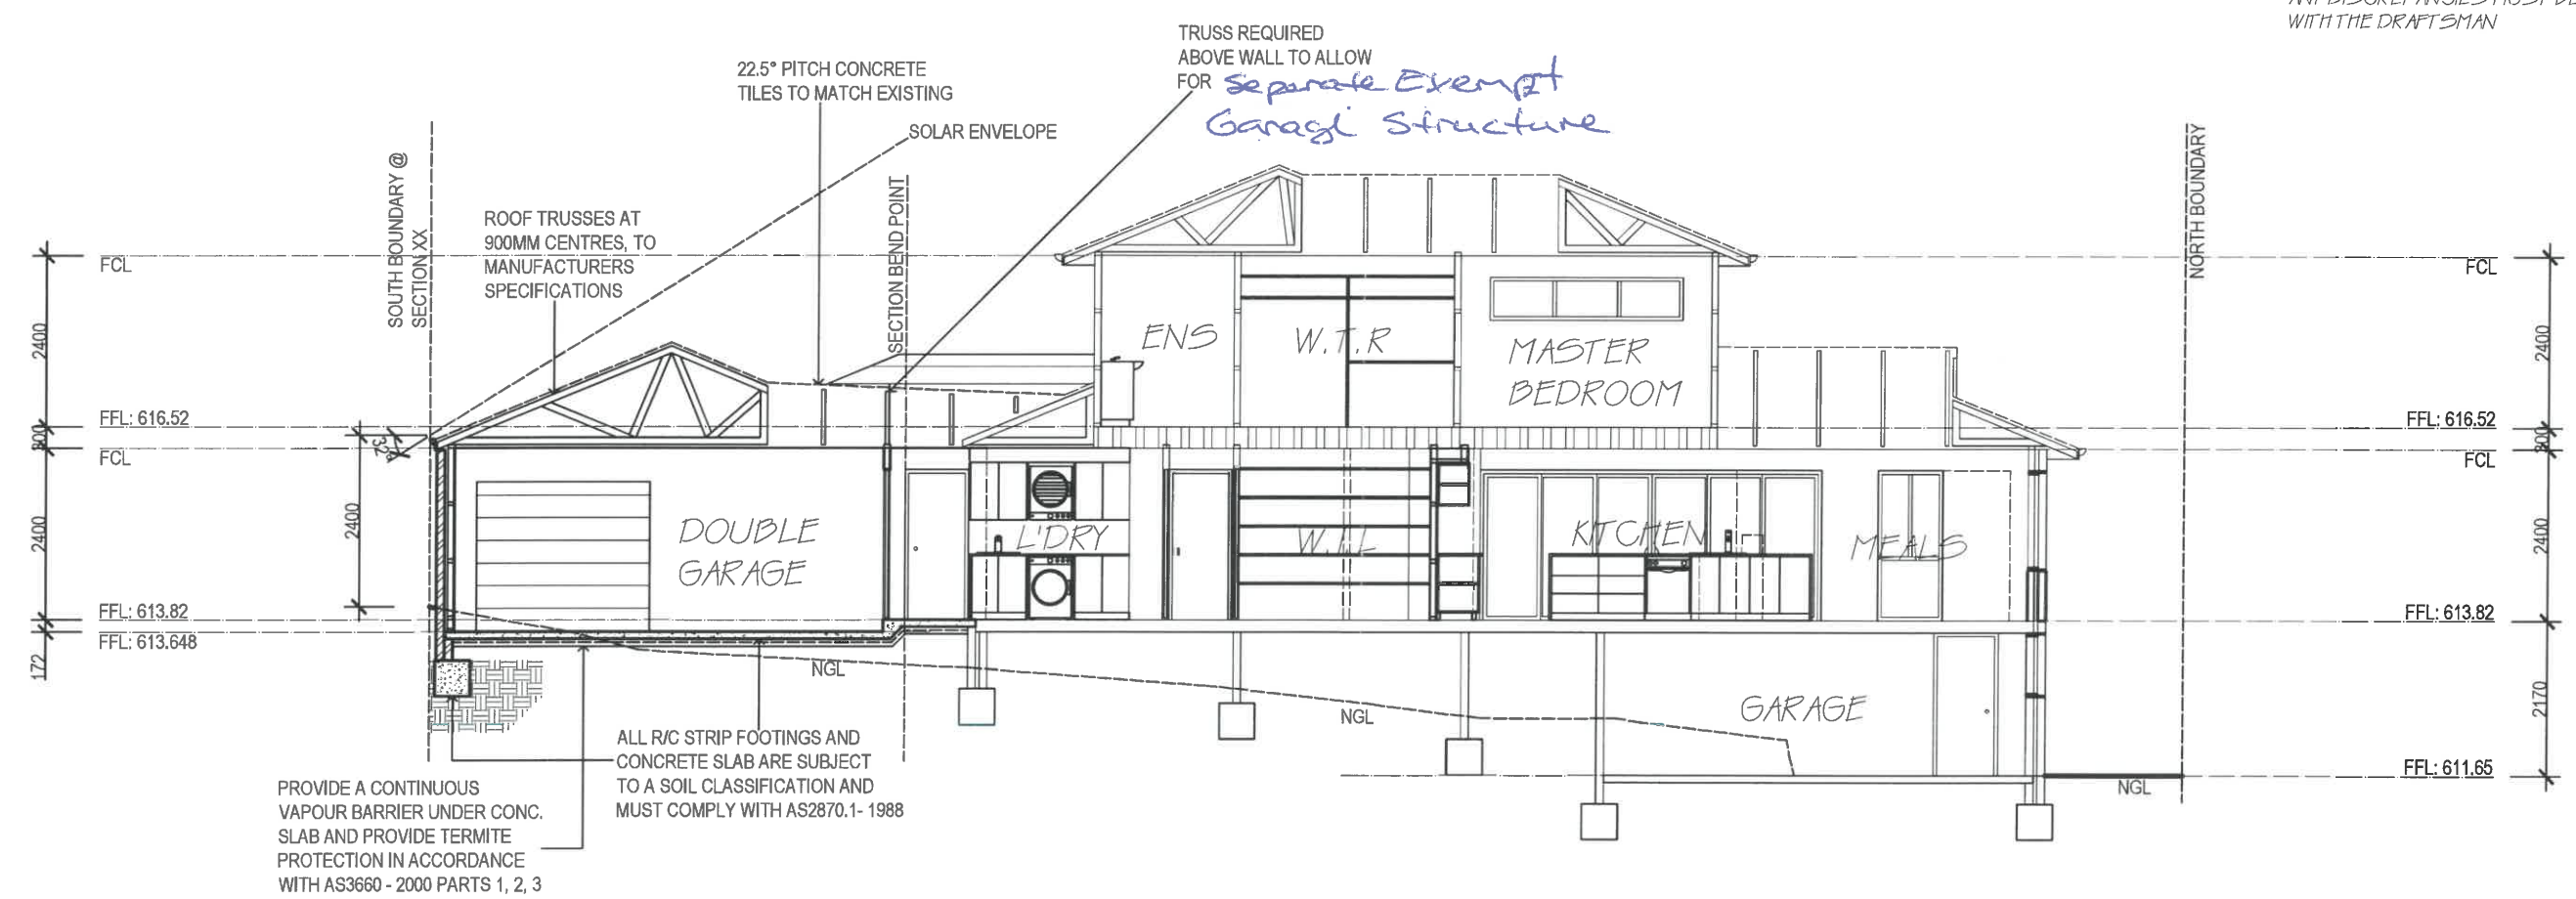 WITH THE DRAFTSMAN
TRUSS REQUIRED
ABOVE WALL TO ALLOW
FOR Separate Exempt
Garage Structure
22.5° PITCH CONCRETE
TILES TO MATCH EXISTING
SOLAR ENVELOPE
SOUTH BOUNDARY @
SECTION XX
ROOF TRUSSES AT
900MM CENTRES, TO
MANUFACTURERS
SPECIFICATIONS
SECTION BEND POINT
NORTH BOUNDARY
FCL
FCL
2400
2400
ENS
W.T.R
MASTER
BEDROOM
FFL: 616.52
FFL: 616.52
300
300
FCL
FCL
2400
2400
2400
DOUBLE
GARAGE
L'DRY
W.I.L
KITCHEN
MEALS
FFL: 613.82
FFL: 613.82
FFL: 613.648
172
NGL
NGL
GARAGE
2170
FFL: 611.65
NGL
ALL R/C STRIP FOOTINGS AND
CONCRETE SLAB ARE SUBJECT
TO A SOIL CLASSIFICATION AND
MUST COMPLY WITH AS2870.1- 1988
PROVIDE A CONTINUOUS
VAPOUR BARRIER UNDER CONC.
SLAB AND PROVIDE TERMITE
PROTECTION IN ACCORDANCE
WITH AS3660 - 2000 PARTS 1, 2, 3